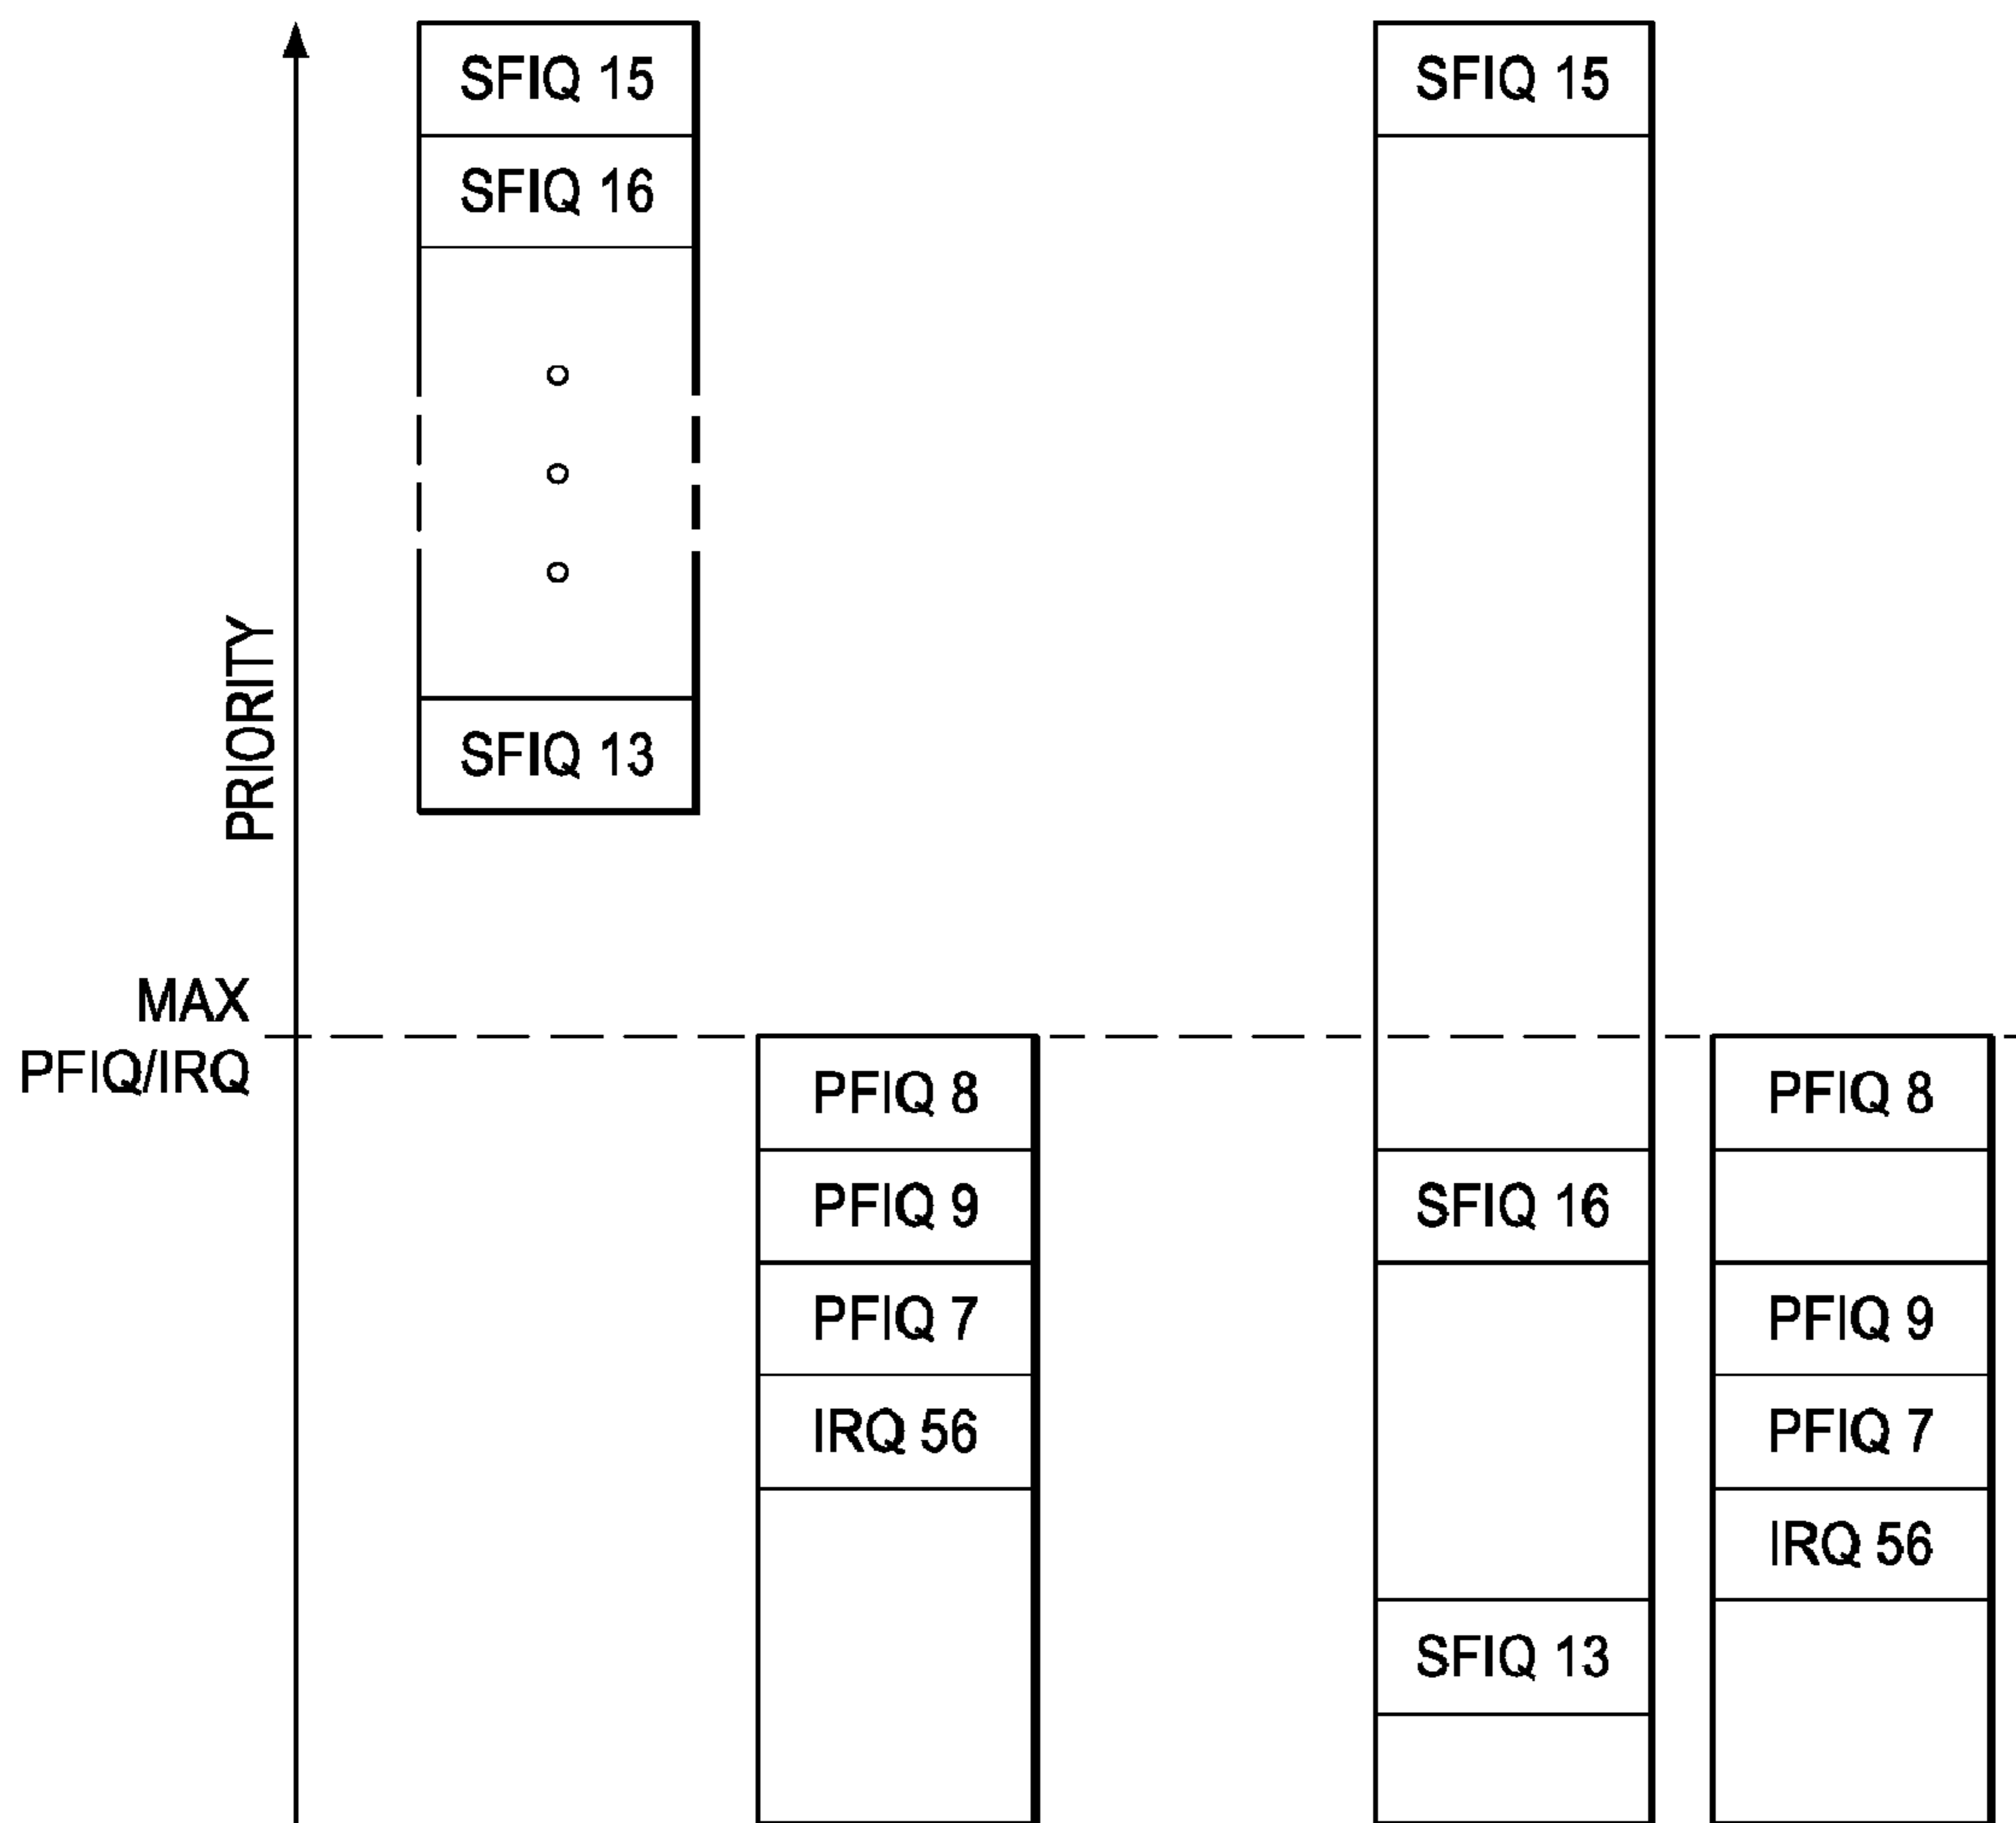 SFIQ 15
SFIQ 16
SFIQ 13
PRIORITY
MAX
PFIQ/IRQ
PFIQ 8
PFIQ 9
PFIQ 7
IRQ 56
SFIQ 15
SFIQ 16
SFIQ 13
PFIQ 8
PFIQ 9
PFIQ 7
IRQ 56